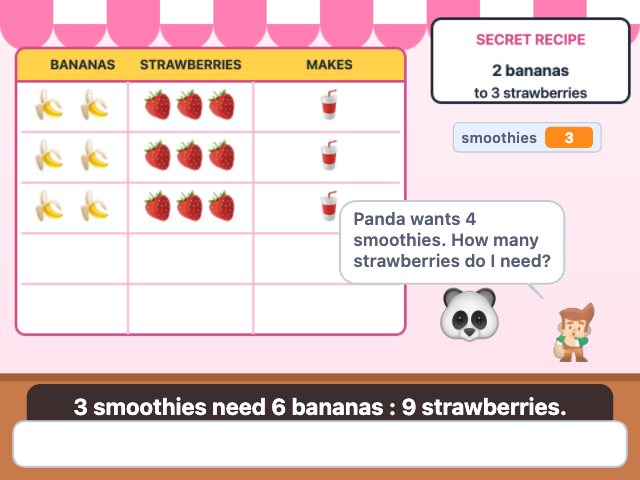 SECRET RECIPE
2 bananas
to 3 strawberries
BANANAS STRAWBERRIES MAKES
smoothies 3
Panda wants 4
smoothies. How many
strawberries do I need?
3 smoothies need 6 bananas : 9 strawberries.